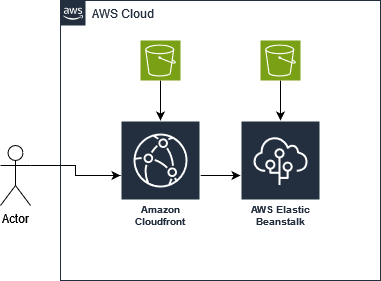 aws
AWS Cloud
Actor
Amazon
Cloudfront
AWS Elastic
Beanstalk